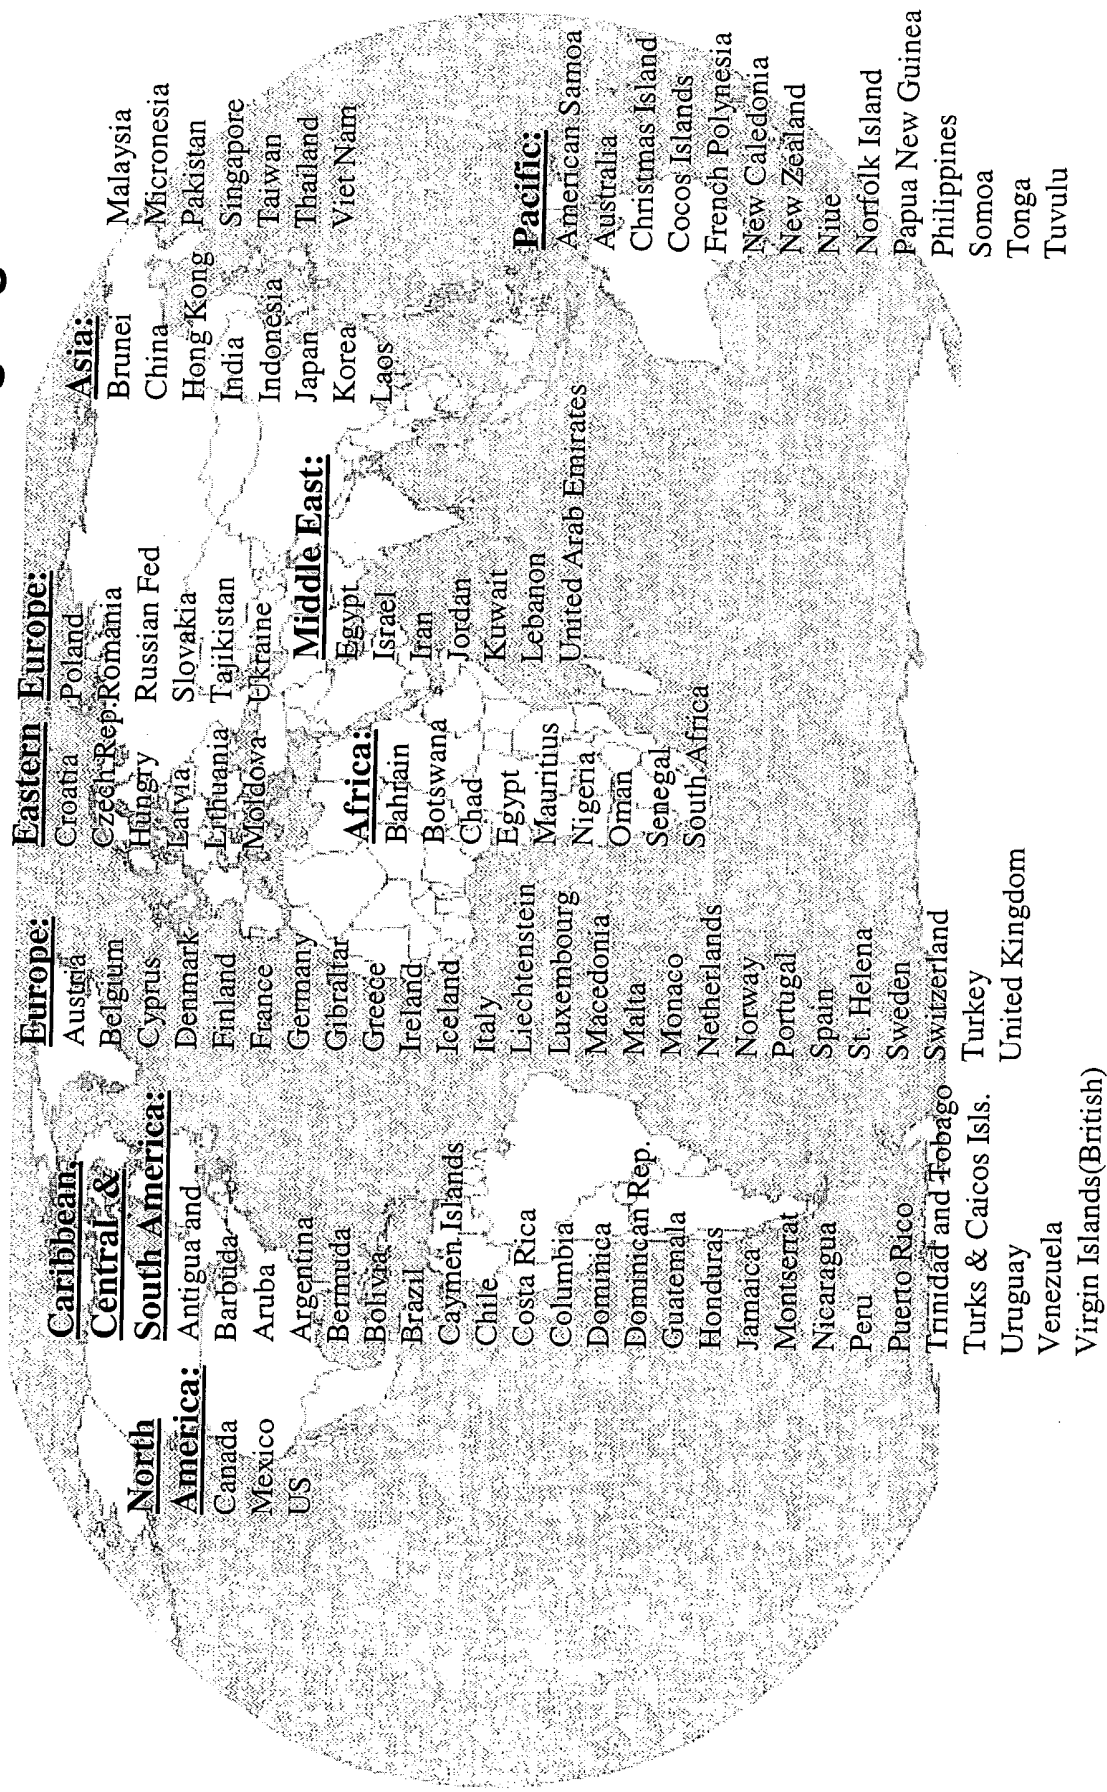 North
America:
Canada
Mexico
US
Caribbean,
Central &
South America:
Antigua and
Barbuda
Aruba
Argentina
Bermuda
Bolivia
Brazil
Caymen Islands
Chile
Costa Rica
Columbia
Dominica
Dominican Rep.
Guatemala
Honduras
Jamaica
Montserrat
Nicaragua
Peru
Puerto Rico
Trinidad and Tobago
Turks & Caicos Isls.
Uruguay
Venezuela
Virgin Islands(British)
Europe:
Austria
Belgium
Cyprus
Denmark
Finland
France
Germany
Gibraltar
Greece
Ireland
Iceland
Italy
Liechtenstein
Luxembourg
Macedonia
Malta
Monaco
Netherlands
Norway
Portugal
Span
St. Helena
Sweden
Switzerland
Turkey
United Kingdom
Eastern Europe:
Croatia
Czech Rep.
Hungry
Latvia
Lithuania
Moldova
Poland
Romania
Russian Fed
Slovakia
Tajikistan
Ukraine
Africa:
Bahrain
Botswana
Chad
Egypt
Mauritus
Nigeria
Oman
Senegal
South Africa
Middle East:
Egypt
Israel
Iran
Jordan
Kuwait
Lebanon
United Arab Emirates
Asia:
Brunei
China
Hong Kong
India
Indonesia
Japan
Korea
Laos
Malaysia
Micronesia
Pakistan
Singapore
Taiwan
Thailand
Viet Nam
Pacific:
American Samoa
Australia
Christmas Island
Cocos Islands
French Polynesia
New Caledonia
New Zealand
Niue
Norfolk Island
Papua New Guinea
Philippines
Somoa
Tonga
Tuvulu